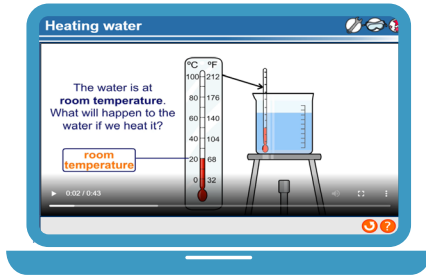 Heating water
The water is at
room temperature.
What will happen to the
water if we heat it?
room
temperature
°C °F
100 212
80 176
60 140
40 104
20 68
0 32
0:02 / 0:43
?